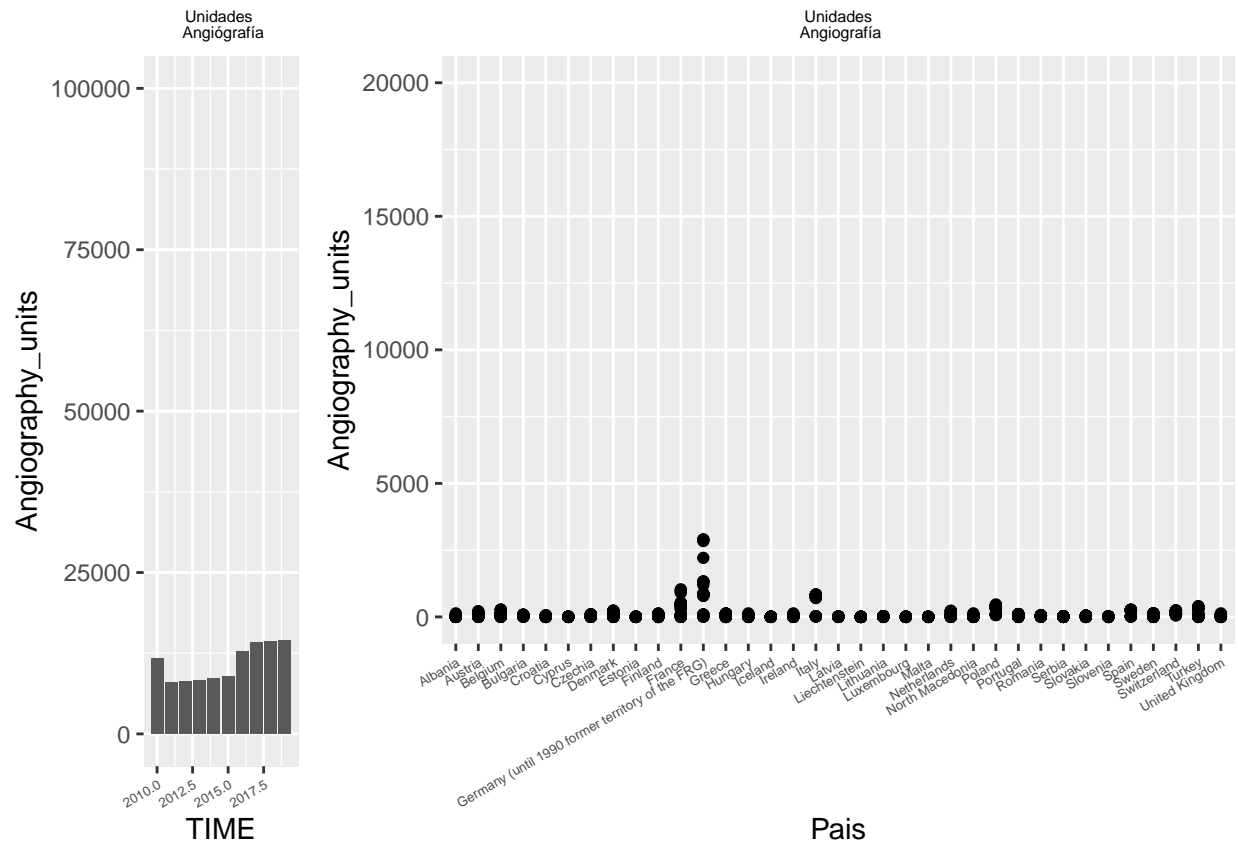 Unidades
Angiógrafía
Angiography_units
100000
75000
50000
25000
0
2010.0
2012.5
2015.0
2017.5
TIME
Unidades
Angiografía
Angiography_units
20000
15000
10000
5000
0
Albania
Austria
Belgium
Bulgaria
Croatia
Cyprus
Czechia
Denmark
Estonia
Finland
France
Germany (until 1990 former territory of the FRG)
Greece
Hungary
Iceland
Ireland
Italy
Latvia
Liechtenstein
Lithuania
Luxembourg
Malta
Netherlands
North Macedonia
Poland
Portugal
Romania
Serbia
Slovakia
Slovenia
Spain
Sweden
Switzerland
Turkey
United Kingdom
Pais